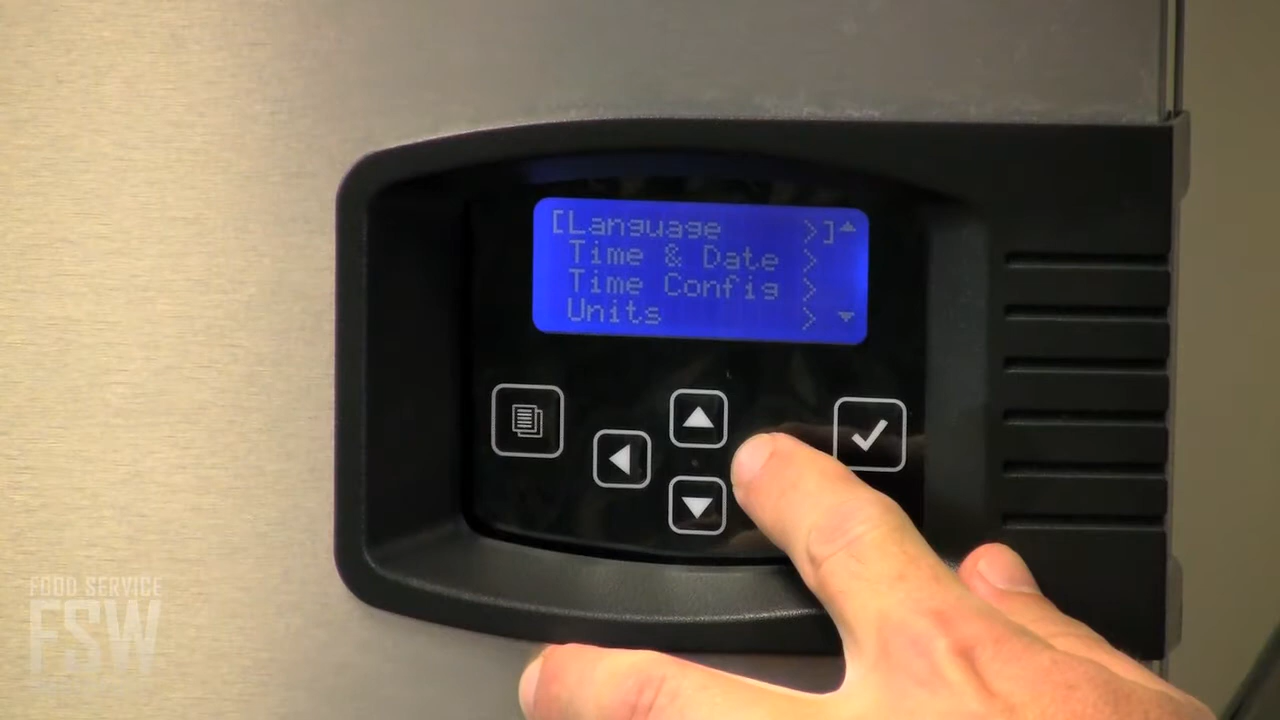 [Language >]
Time & Date >
Time Config >
Units >
FOOD SERVICE
FSW